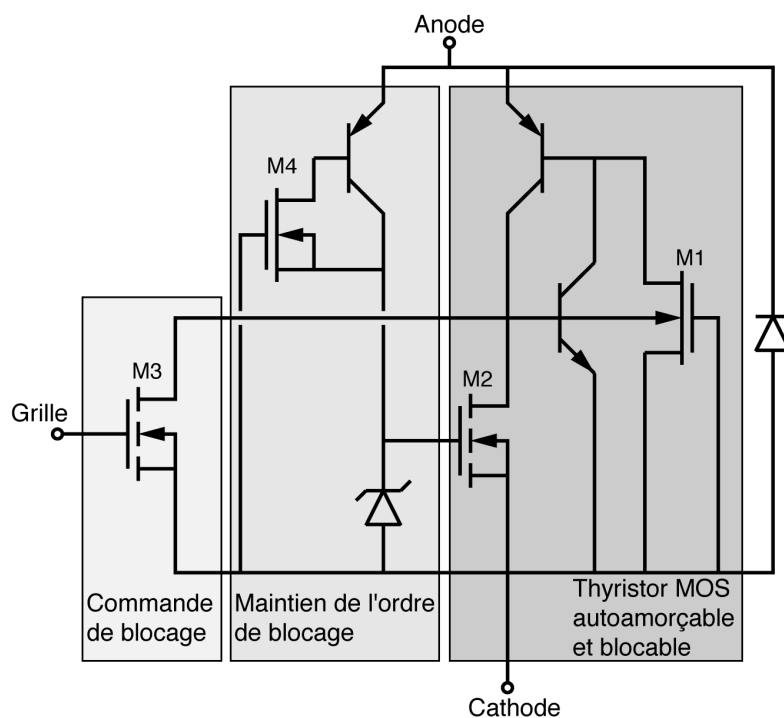 Anode
M4
M1
M3
M2
Grille
Commande
de blocage
Maintien de l'ordre
de blocage
Thyristor MOS
autoamorçable
et blocable
Cathode